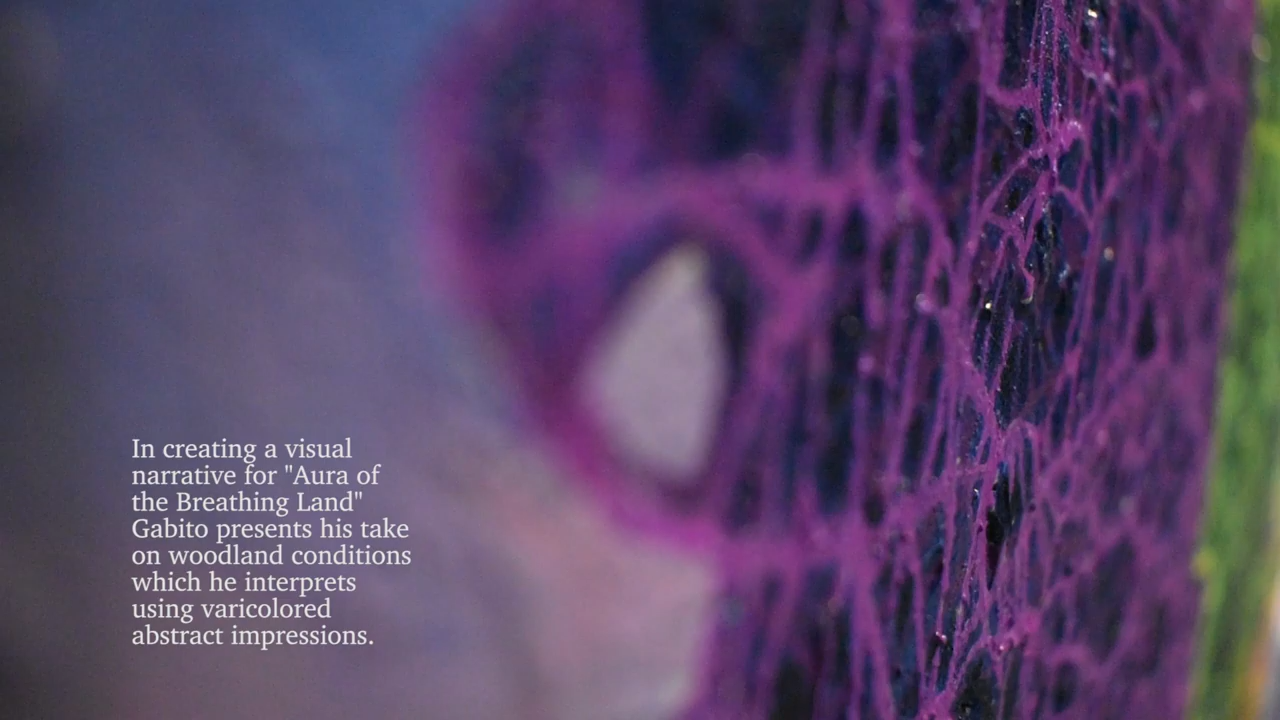 In creating a visual
narrative for "Aura of
the Breathing Land"
Gabito presents his take
on woodland conditions
which he interprets
using varicolored
abstract impressions.